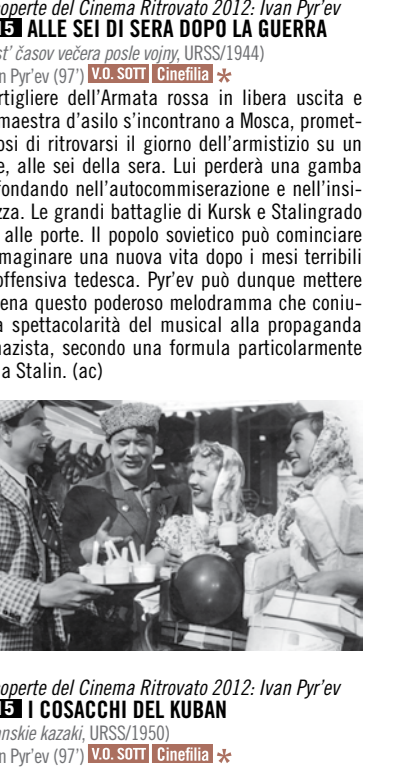 operte del Cinema Ritrovato 2012: Ivan Pyr'ev
15 ALLE SEI DI SERA DOPO LA GUERRA
st' časov večera posle vojny, URSS/1944)
n Pyr'ev (97') V.O. SOTT Cinefilia *
rtigliere dell'Armata rossa in libera uscita e
maestra d'asilo s'incontrano a Mosca, promet-
osi di ritrovarsi il giorno dell'armistizio su un
e, alle sei della sera. Lui perderà una gamba
fondando nell'autocommiserazione e nell'insi-
zza. Le grandi battaglie di Kursk e Stalingrado
alle porte. Il popolo sovietico può cominciare
maginare una nuova vita dopo i mesi terribili
offensiva tedesca. Pyr'ev può dunque mettere
ena questo poderoso melodramma che coniu-
a spettacolarità del musical alla propaganda
nazista, secondo una formula particolarmente
a Stalin. (ac)
operte del Cinema Ritrovato 2012: Ivan Pyr'ev
15 I COSACCHI DEL KUBAN
anskie kazaki, URSS/1950)
n Pyr'ev (97') V.O. SOTT Cinefilia *